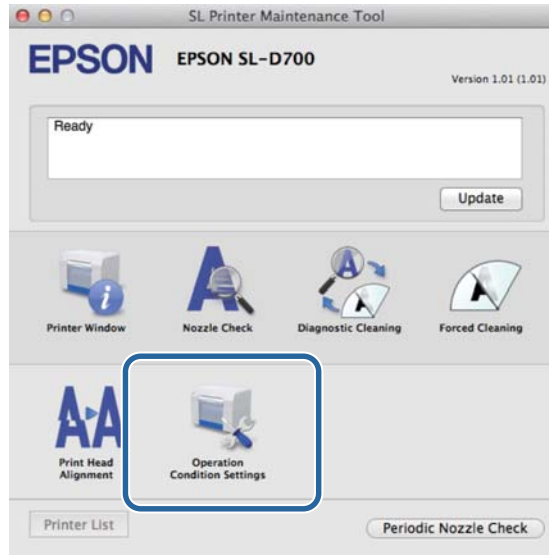 SL Printer Maintenance Tool
EPSON EPSON SL-D700
Version 1.01 (1.01)
Ready
Update
Printer Window
Nozzle Check
Diagnostic Cleaning
Forced Cleaning
Print Head
Alignment
Operation
Condition Settings
Printer List
Periodic Nozzle Check